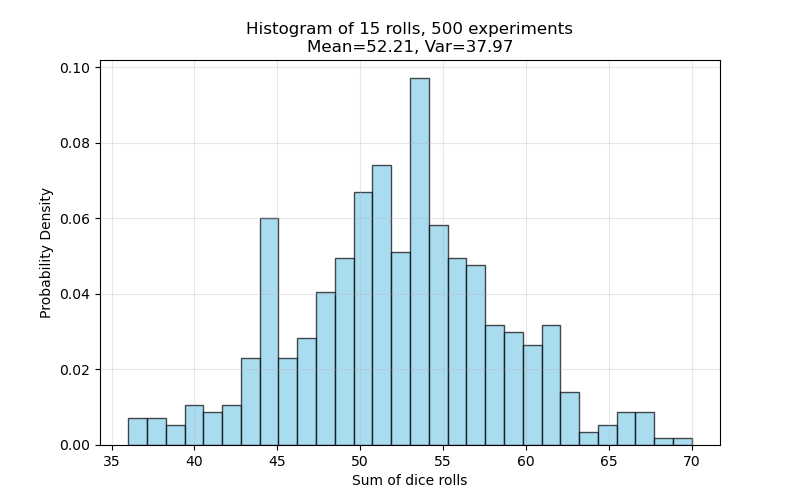 Histogram of 15 rolls, 500 experiments
Mean=52.21, Var=37.97
Probability Density
0.10
0.08
0.06
0.04
0.02
0.00
35 40 45 50 55 60 65 70
Sum of dice rolls